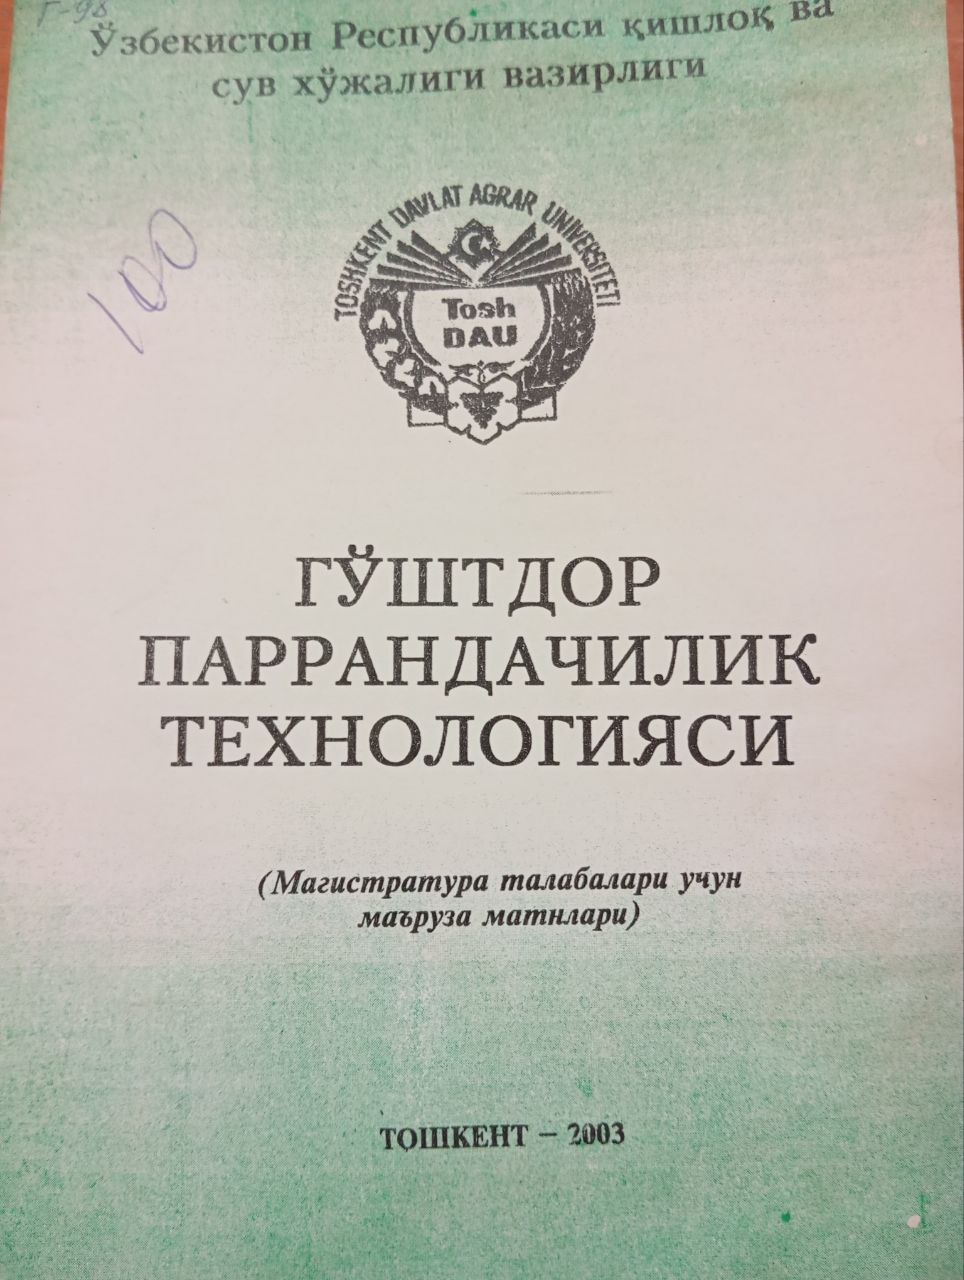 Г-98
Ўзбекистон Республикаси қишлоқ ва
сув хўжалиги вазирлиги
100
TOSHKENT DAVLAT AGRAR UNIVERSITETI
Tosh
DAU
ГЎШТДОР
ПАРРАНДАЧИЛИК
ТЕХНОЛОГИЯСИ
(Магистратура талабалари учун
маъруза матнлари)
ТОШКЕНТ – 2003